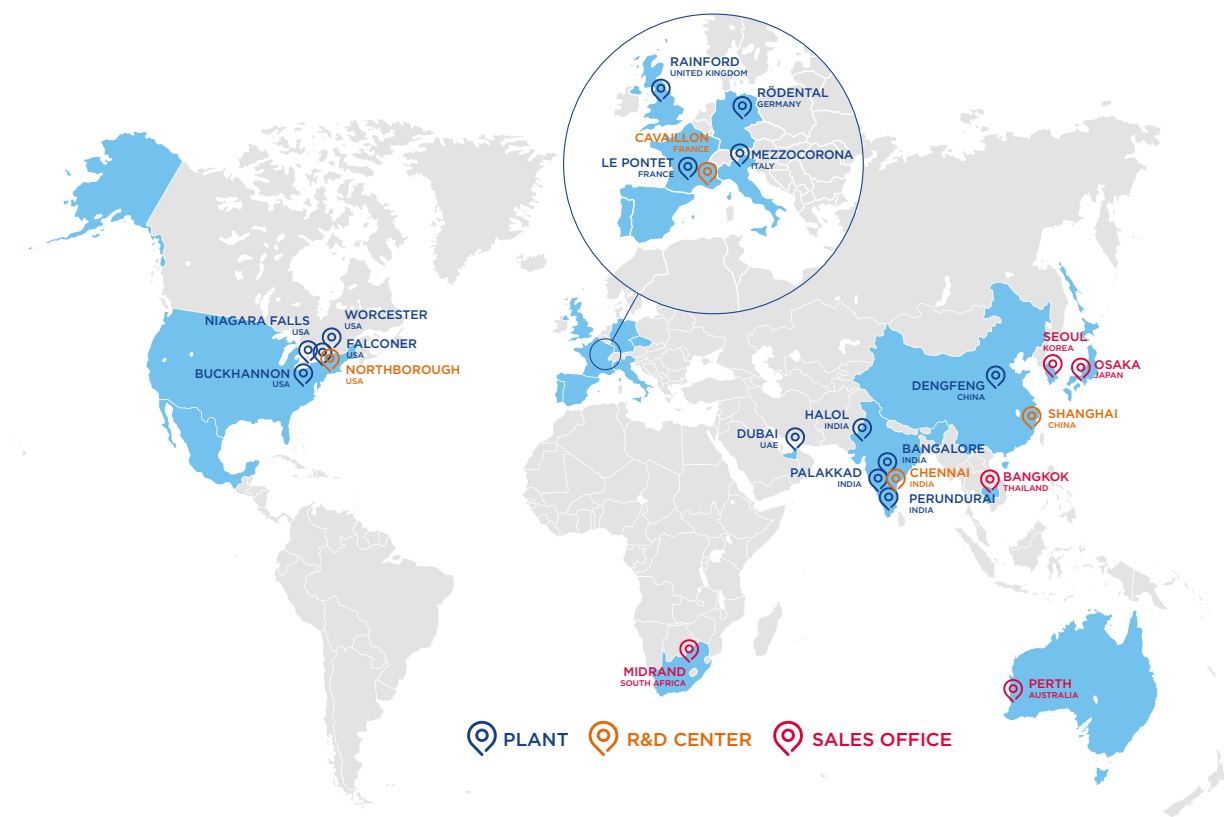 RAINFORD
UNITED KINGDOM
RÖDENTAL
GERMANY
CAVAILLON
FRANCE
LE PONTET
FRANCE
MEZZOCORONA
ITALY
NIAGARA FALLS
USA
WORCESTER
USA
FALCONER
USA
NORTHBOROUGH
USA
BUCKHANNON
USA
SEOUL
KOREA
OSAKA
JAPAN
DENGFENG
CHINA
SHANGHAI
CHINA
HALOL
INDIA
DUBAI
UAE
BANGALORE
INDIA
PALAKKAD
INDIA
CHENNAI
INDIA
BANGKOK
THAILAND
PERUNDURAI
INDIA
MIDRAND
SOUTH AFRICA
PERTH
AUSTRALIA
PLANT
R&D CENTER
SALES OFFICE